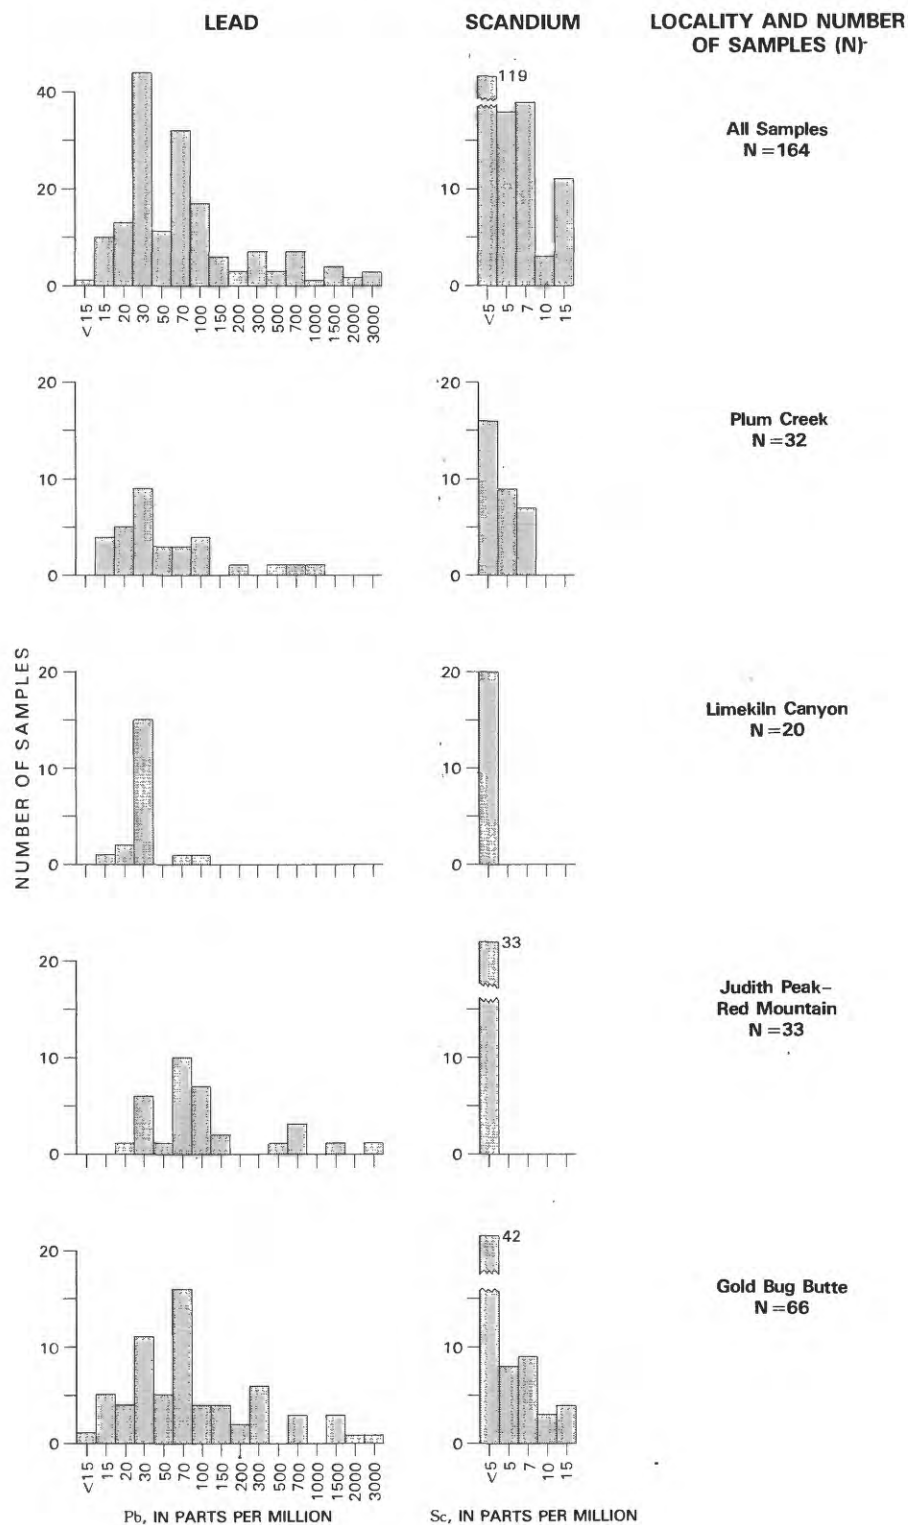 LEAD SCANDIUM LOCALITY AND NUMBER
OF SAMPLES (N)
119
40
20
0
10
0
All Samples
N=164
<15 15 20 30 50 70 100 150 200 300 500 700 1000 1500 2000 3000
<5 5 7 10 15
20
10
0
20
10
0
Plum Creek
N=32
NUMBER OF SAMPLES
20
10
0
20
10
0
Limekiln Canyon
N=20
33
20
10
0
20
10
0
Judith Peak–
Red Mountain
N=33
42
20
10
0
10
0
Gold Bug Butte
N=66
<15 15 20 30 50 70 100 150 200 300 500 700 1000 1500 2000 3000
<5 5 7 10 15
Pb, IN PARTS PER MILLION Sc, IN PARTS PER MILLION